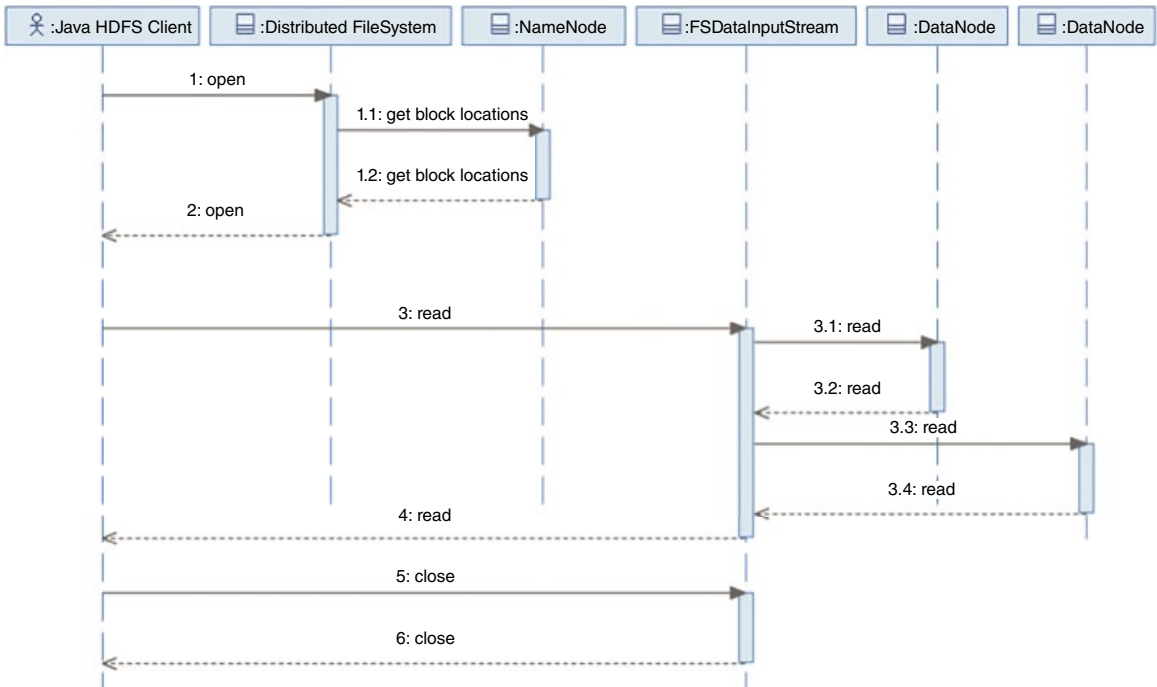 :Java HDFS Client
:Distributed FileSystem
:NameNode
:FSDataInputStream
:DataNode
:DataNode
1: open
1.1: get block locations
1.2: get block locations
2: open
3: read
3.1: read
3.2: read
3.3: read
3.4: read
4: read
5: close
6: close